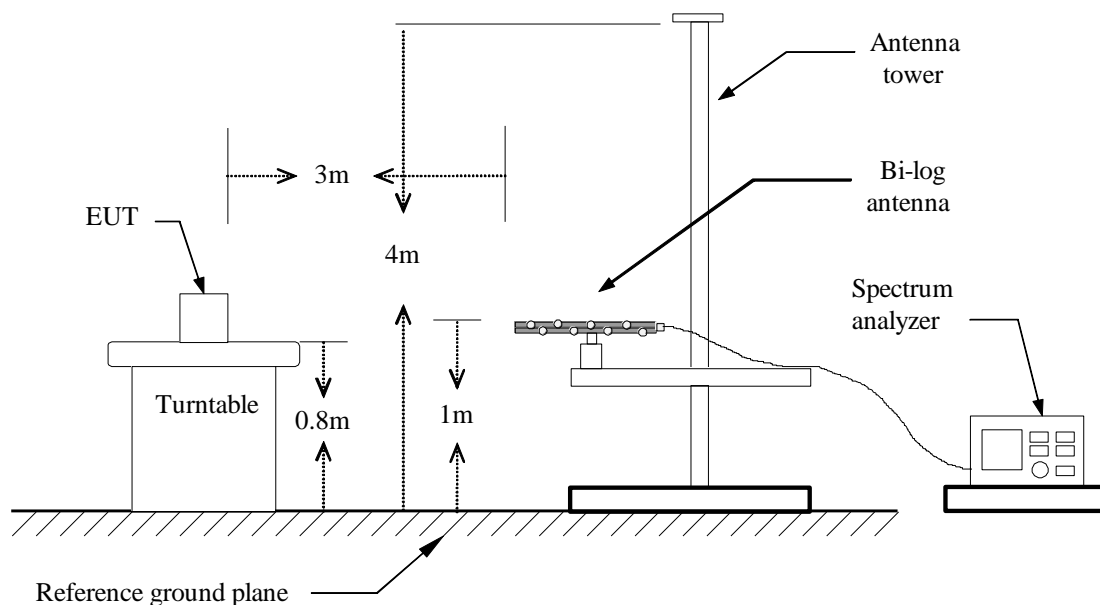 Antenna
tower
3m
Bi-log
antenna
EUT
4m
Spectrum
analyzer
Turntable
0.8m
1m
Reference ground plane